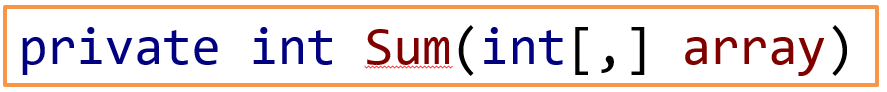 private int Sum(int[,] array)